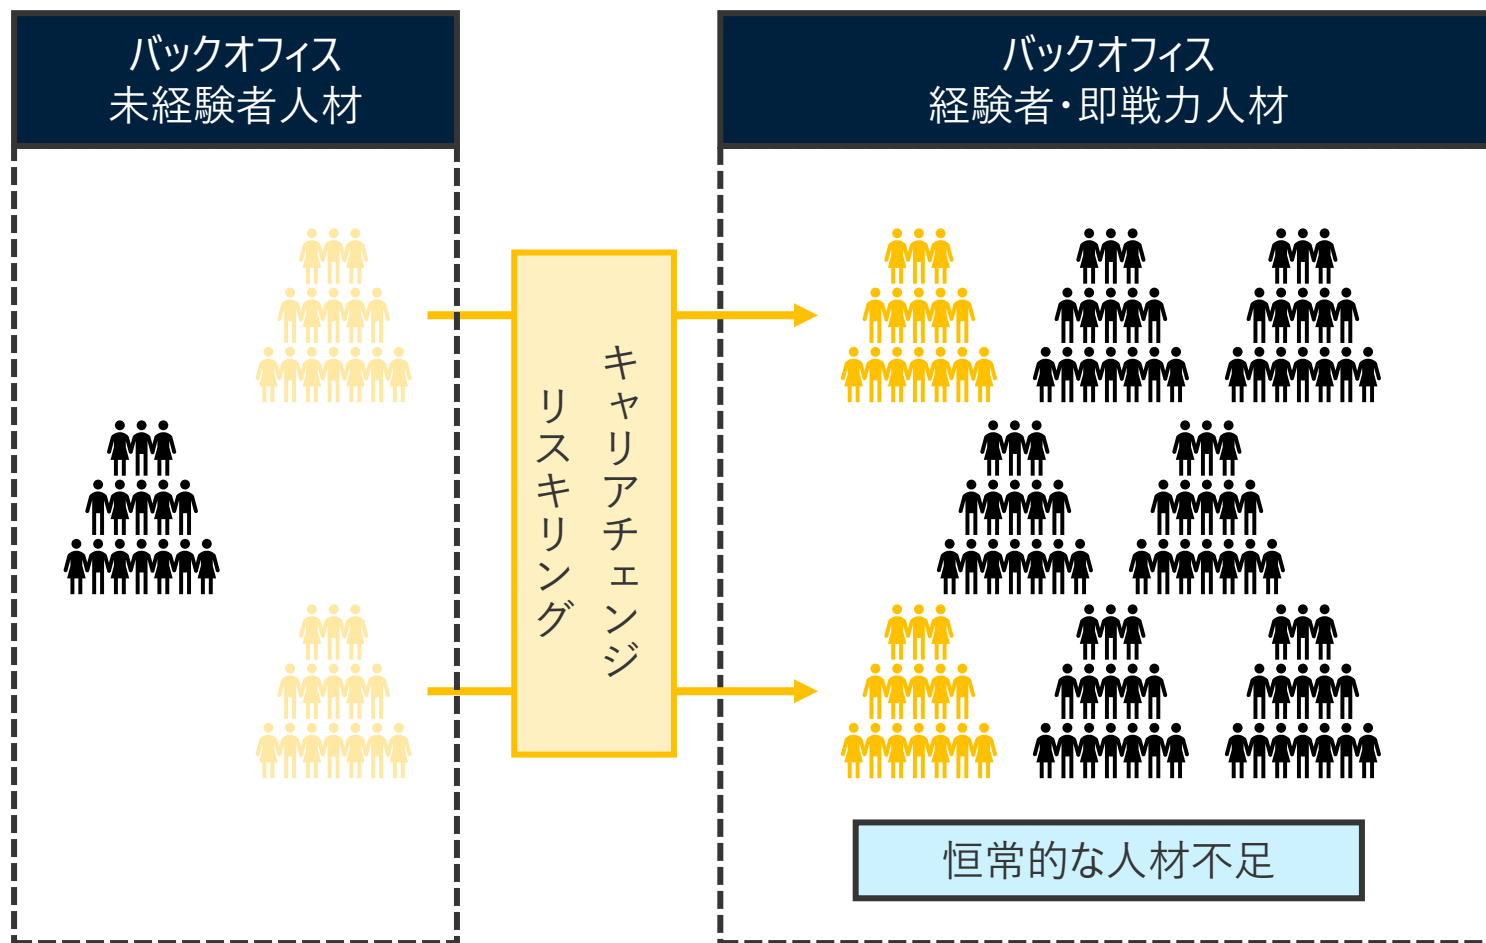 バックオフィス
未経験者人材
キャリアチェンジ
リスキリング
バックオフィス
経験者・即戦力人材
恒常的な人材不足